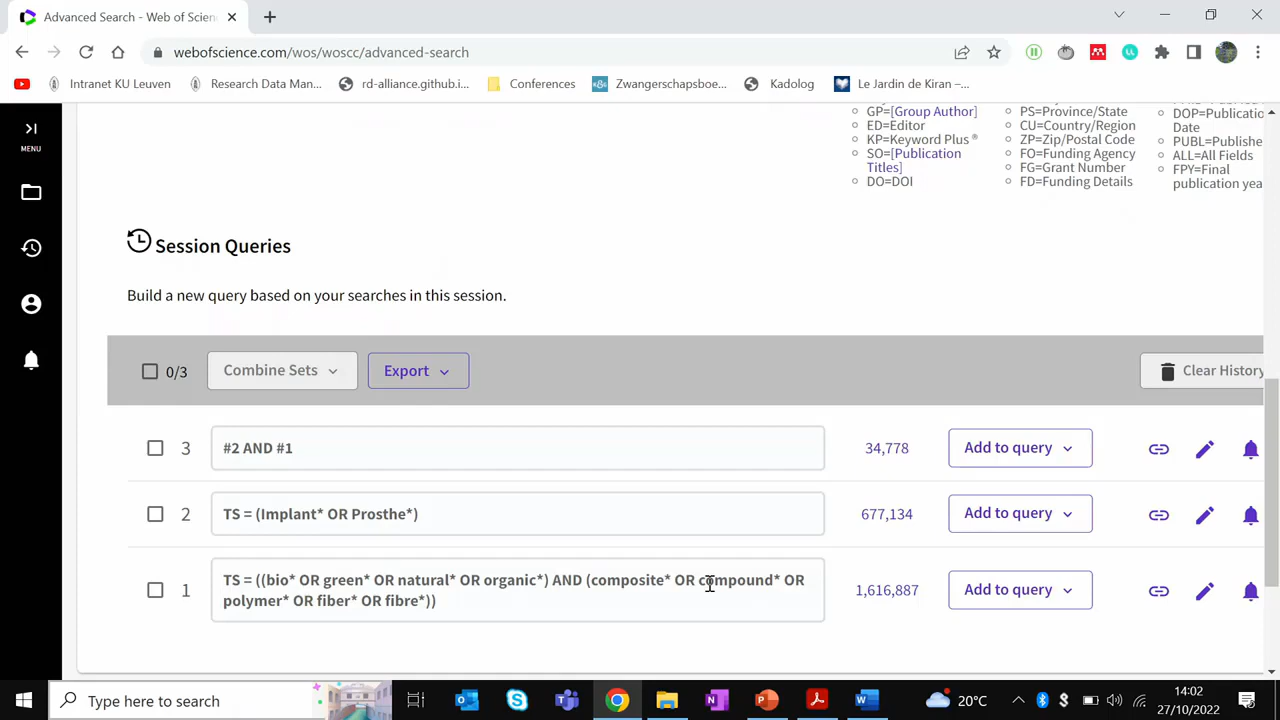 Advanced Search - Web of Scien
webofscience.com/wos/woscc/advanced-search
Intranet KU Leuven
Research Data Man...
rd-alliance.github.i...
Conferences
Zwangerschapsboe...
Kadolog
Le Jardin de Kiran –...
MENU
GP=[Group Author]
ED=Editor
KP=Keyword Plus ®
SO=[Publication
Titles]
DO=DOI
PS=Province/State
CU=Country/Region
ZP=Zip/Postal Code
FO=Funding Agency
FG=Grant Number
FD=Funding Details
DOP=Publicatio
Date
PUBL=Publishe
ALL=All Fields
FPY=Final
publication yea
Session Queries
Build a new query based on your searches in this session.
0/3
Combine Sets
Export
Clear History
3
#2 AND #1
34,778
Add to query
2
TS = (Implant* OR Prosthe*)
677,134
Add to query
1
TS = ((bio* OR green* OR natural* OR organic*) AND (composite* OR compound* OR
polymer* OR fiber* OR fibre*))
1,616,887
Add to query
Type here to search
20°C
14:02
27/10/2022